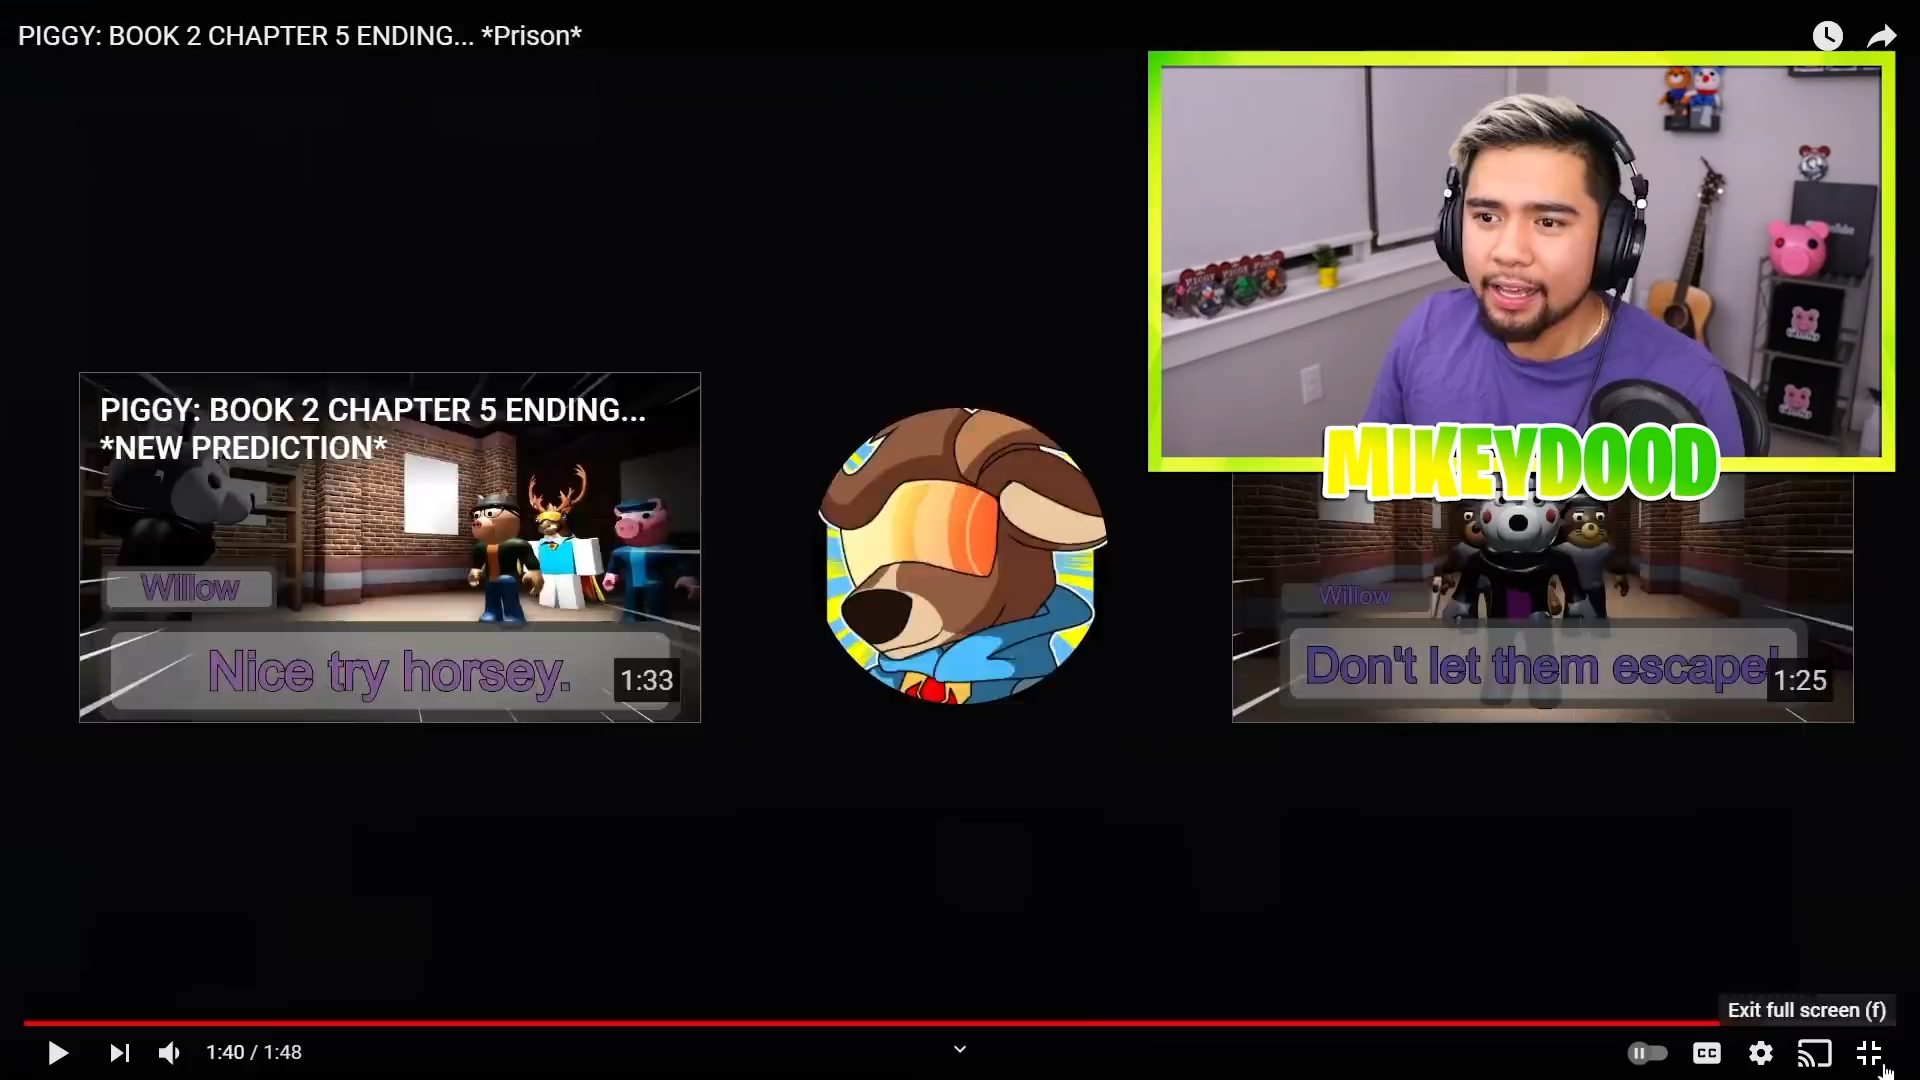 PIGGY: BOOK 2 CHAPTER 5 ENDING... *Prison*
MIKEYDOOD
PIGGY: BOOK 2 CHAPTER 5 ENDING...
*NEW PREDICTION*
Willow
Nice try horsey.
1:33
Willow
Don't let them escape!
1:25
Exit full screen (f)
1:40 / 1:48
CC